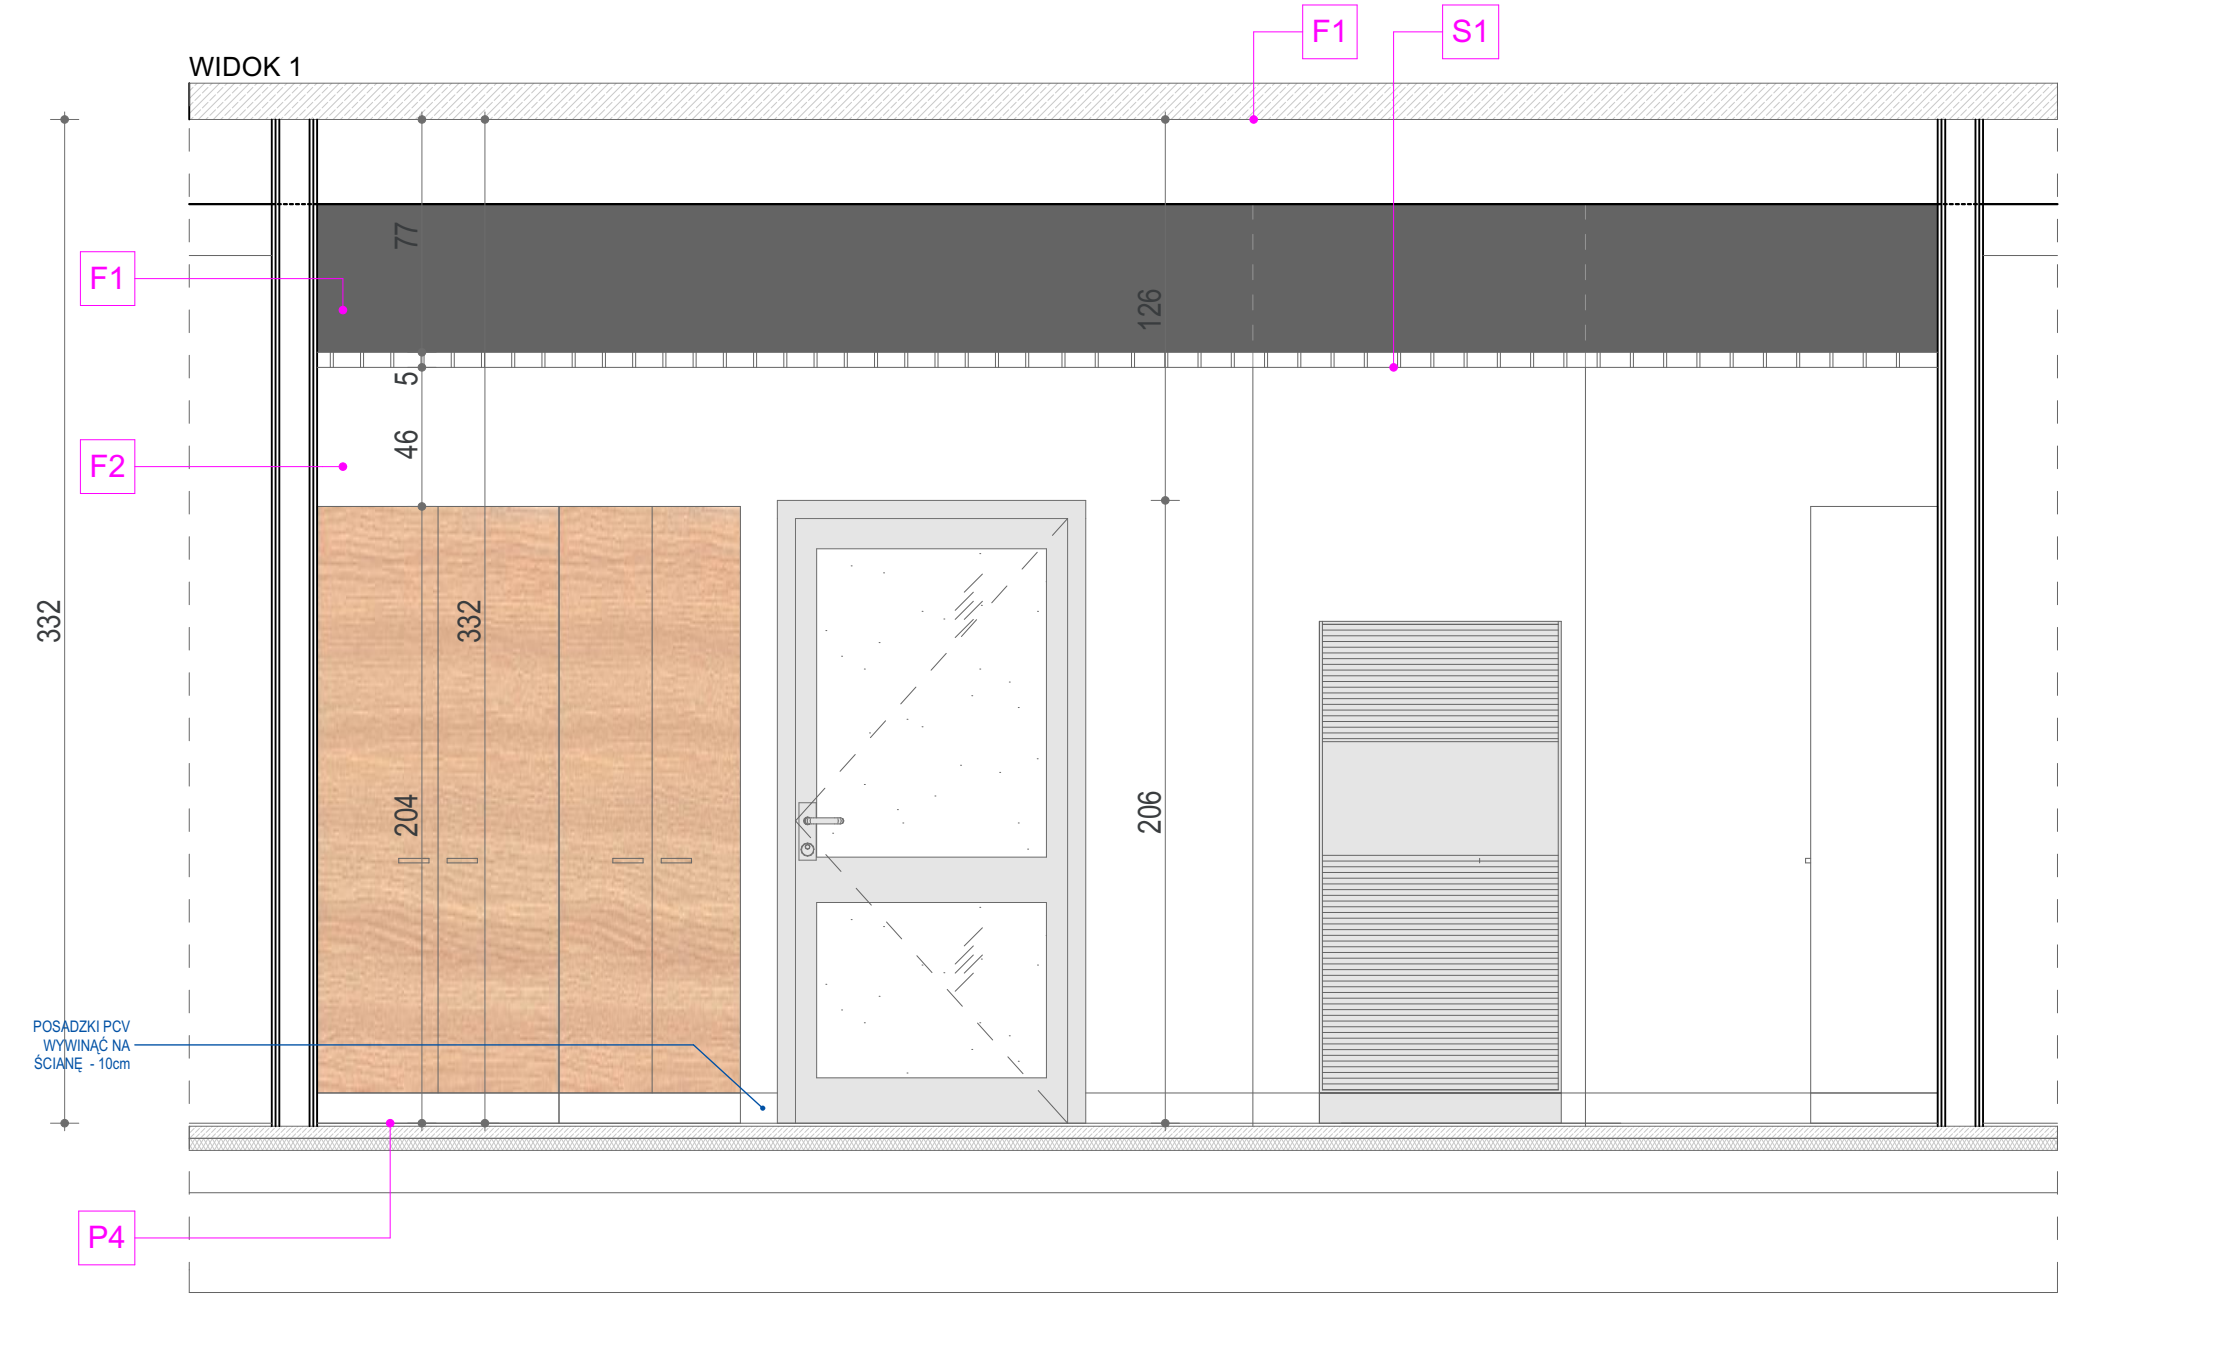 F1
S1
WIDOK 1
77
F1
126
5
46
F2
332
332
204
206
POSADZKI PCV
WYWINĄĆ NA
ŚCIANĘ - 10cm
P4